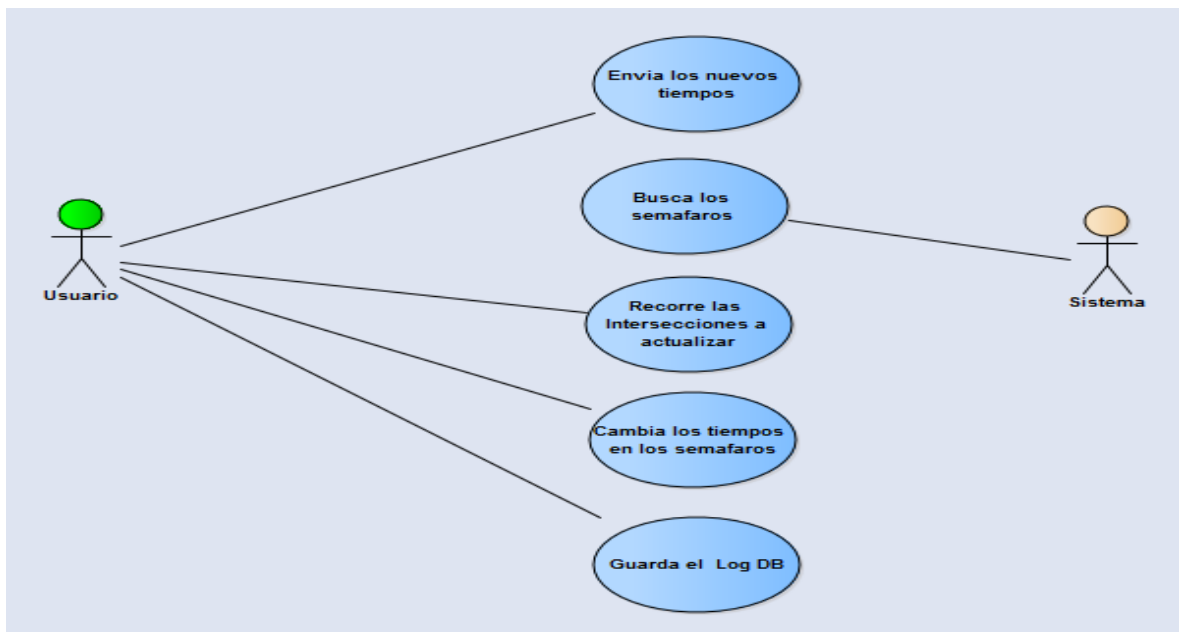 Envia los nuevos
tiempos
Busca los
semafaros
Usuario
Sistema
Recorre las
Intersecciones a
actualizar
Cambia los tiempos
en los semafaros
Guarda el Log DB